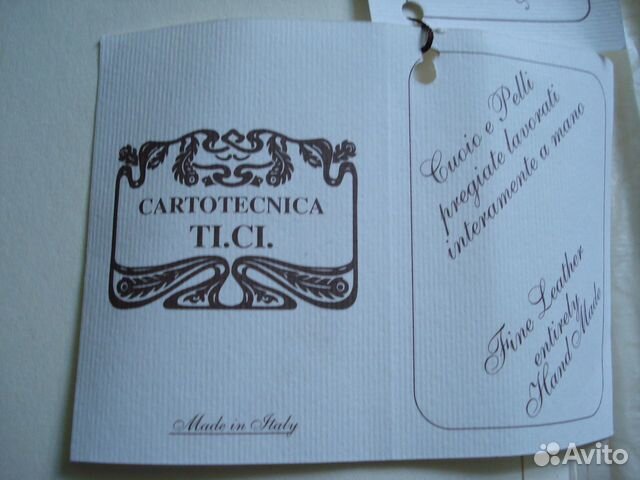 CARTOTECNICA
TI.CI.
Made in Italy
Cuoio e Pelli
pregiate lavorati
interamente a mano
Fine Leather
entirely
Hand Made
Avito